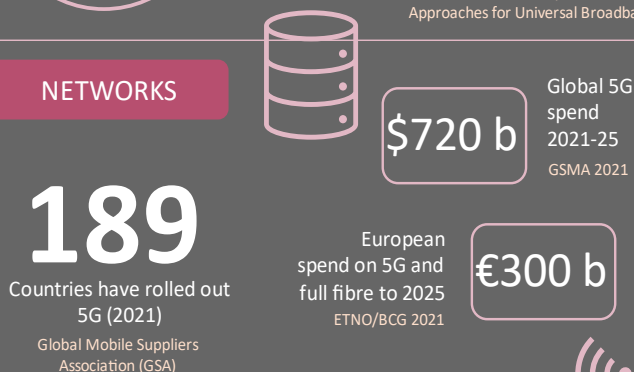 Approaches for Universal
NETWORKS
$720 b
Global 5G
spend
2021-25
GSMA 2021
189
Countries have rolled out
5G (2021)
Global Mobile Suppliers
Association (GSA)
European
spend on 5G and
full fibre to 2025
ETNO/BCG 2021
€300 b